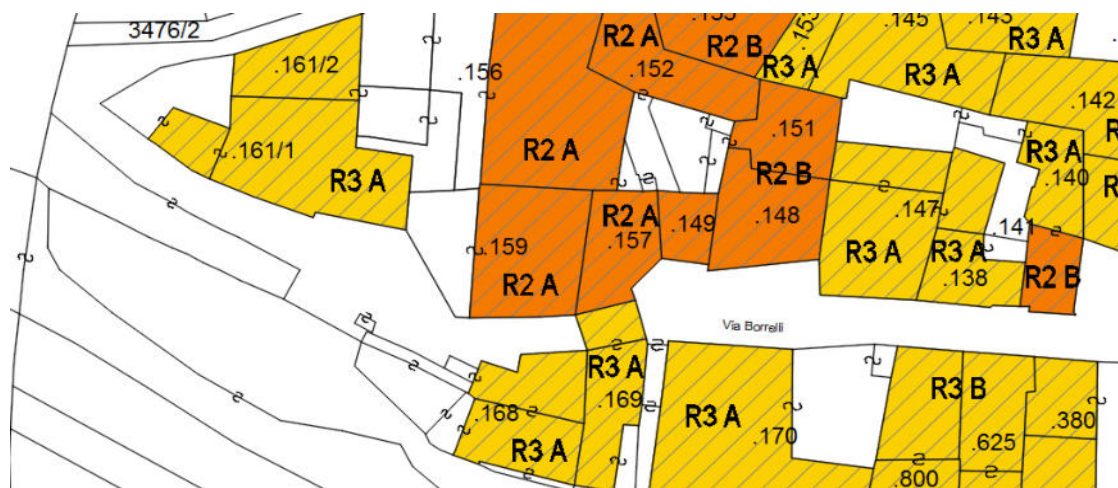 .153
.145
.143
3476/2
R2 A
R2 B
.153
R3 A
.161/2
.156
.152
R3 A
R3 A
.142
.151
.161/1
R2 A
R2 B
R3 A
R3 A
.140
R2 A
.147
.141
.149
.148
.159
.157
R3 A
R3 A
.138
R2 B
R2 A
Via Borrelli
R3 A
.169
R3 B
.168
R3 A
.170
.380
R3 A
.625
.800